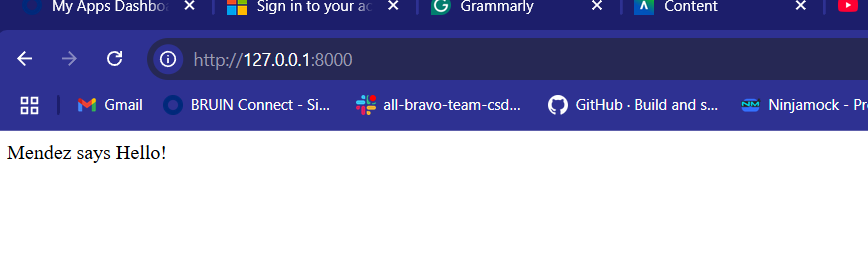 My Apps Dashbo
Sign in to your ac
Grammarly
Content
http://127.0.0.1:8000
Gmail
BRUIN Connect - Si...
all-bravo-team-csd...
GitHub · Build and s...
Ninjamock - Pr
Mendez says Hello!